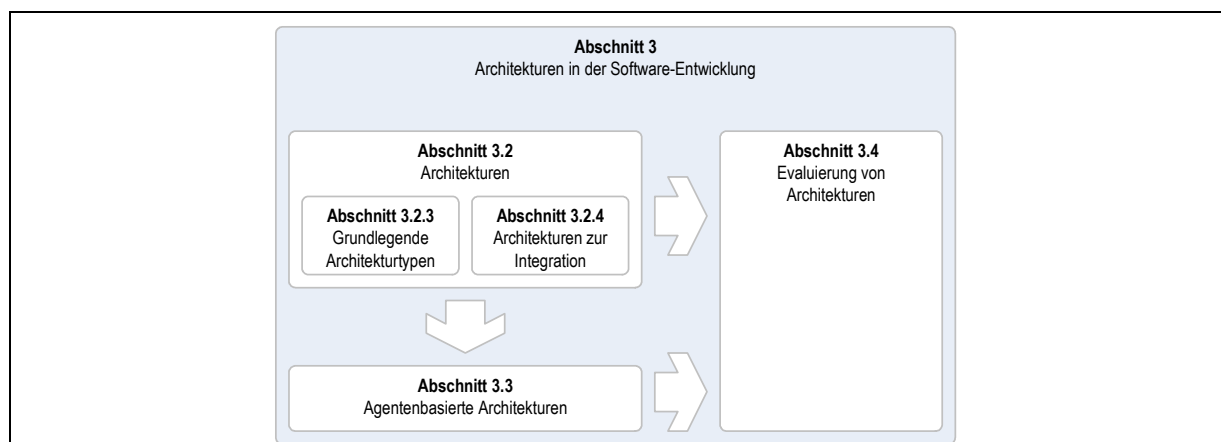 Abschnitt 3
Architekturen in der Software-Entwicklung
Abschnitt 3.2
Architekturen
Abschnitt 3.2.3
Grundlegende
Architekturtypen
Abschnitt 3.2.4
Architekturen zur
Integration
Abschnitt 3.4
Evaluierung von
Architekturen
Abschnitt 3.3
Agentenbasierte Architekturen